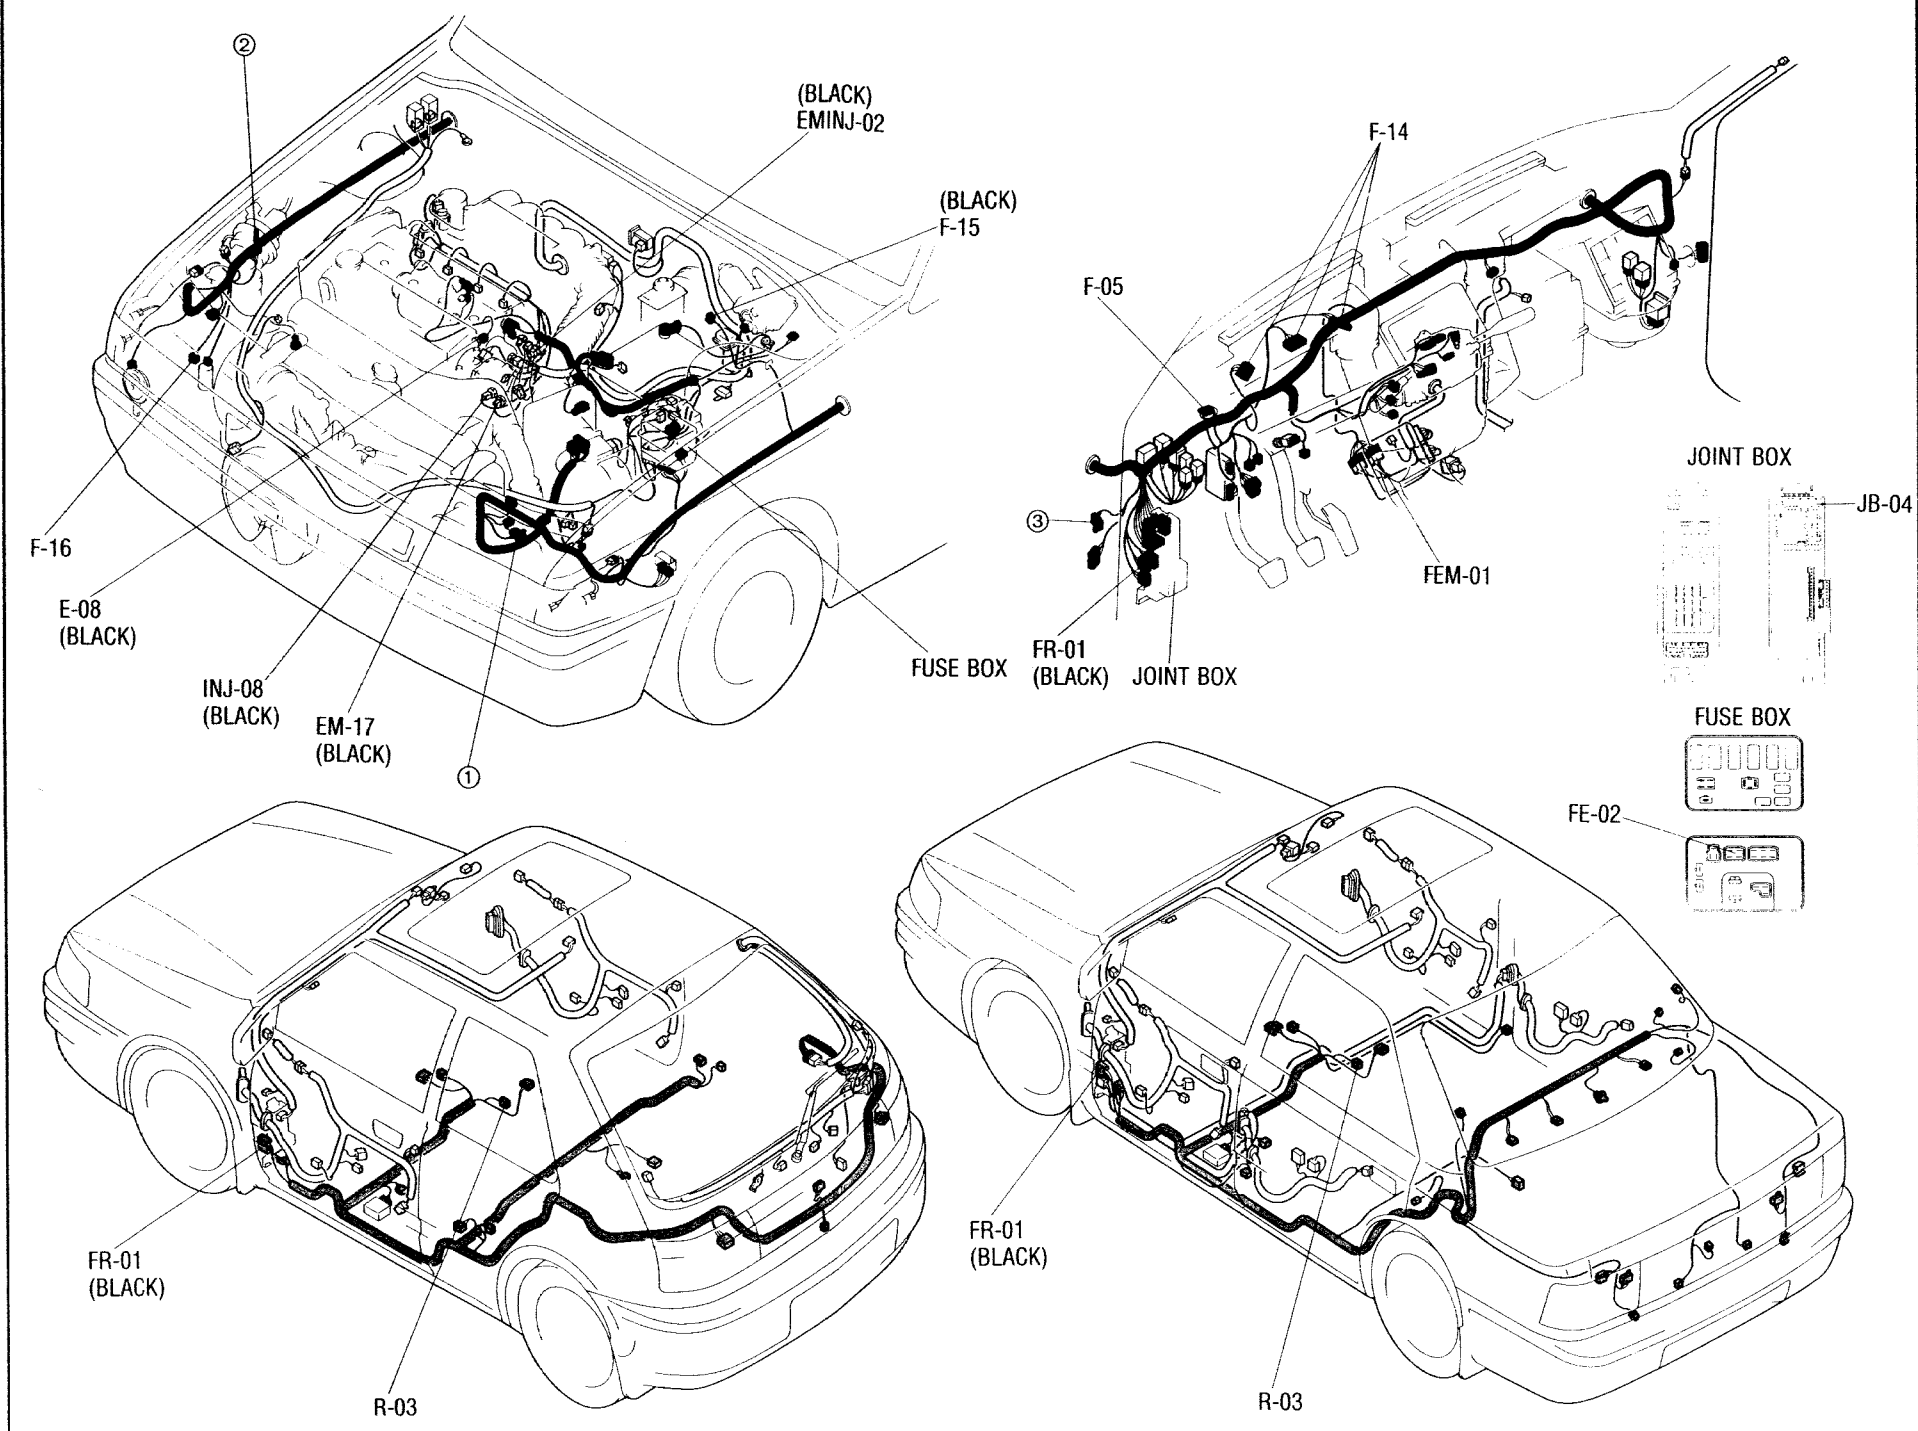 ②
(BLACK)
EMINJ-02
(BLACK)
F-15
F-16
E-08
(BLACK)
INJ-08
(BLACK)
EM-17
(BLACK)
①
FUSE BOX
F-14
F-05
③
FR-01
(BLACK)
JOINT BOX
FEM-01
JOINT BOX
JB-04
FUSE BOX
FE-02
FR-01
(BLACK)
R-03
FR-01
(BLACK)
R-03